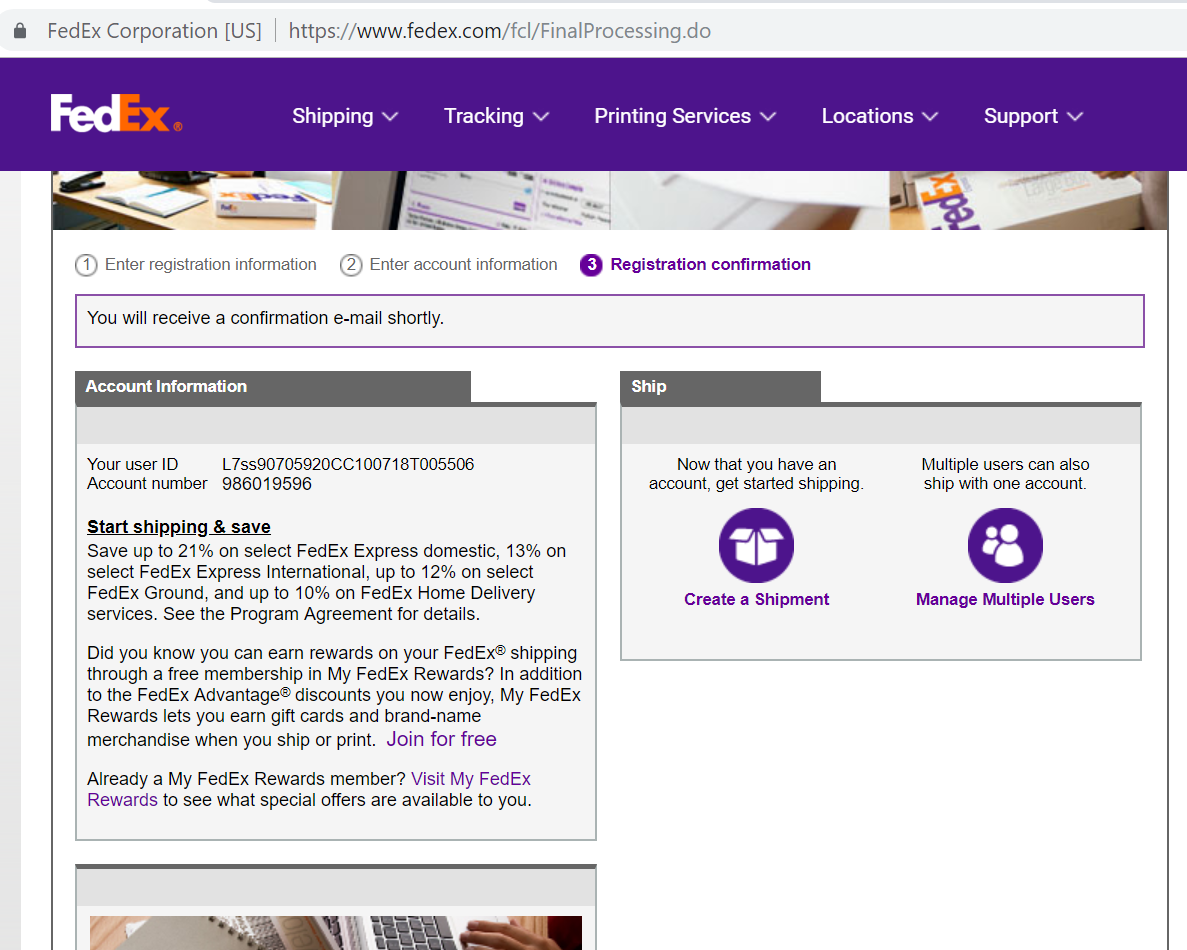 FedEx Corporation [US] https://www.fedex.com/fcl/FinalProcessing.do
FedEx®
Shipping Tracking Printing Services Locations Support
1 Enter registration information 2 Enter account information 3 Registration confirmation
You will receive a confirmation e-mail shortly.
Account Information
Your user ID L7ss90705920CC100718T005506
Account number 986019596
Start shipping & save
Save up to 21% on select FedEx Express domestic, 13% on
select FedEx Express International, up to 12% on select
FedEx Ground, and up to 10% on FedEx Home Delivery
services. See the Program Agreement for details.
Did you know you can earn rewards on your FedEx® shipping
through a free membership in My FedEx Rewards? In addition
to the FedEx Advantage® discounts you now enjoy, My FedEx
Rewards lets you earn gift cards and brand-name
merchandise when you ship or print. Join for free
Already a My FedEx Rewards member? Visit My FedEx
Rewards to see what special offers are available to you.
Ship
Now that you have an
account, get started shipping.
Create a Shipment
Multiple users can also
ship with one account.
Manage Multiple Users